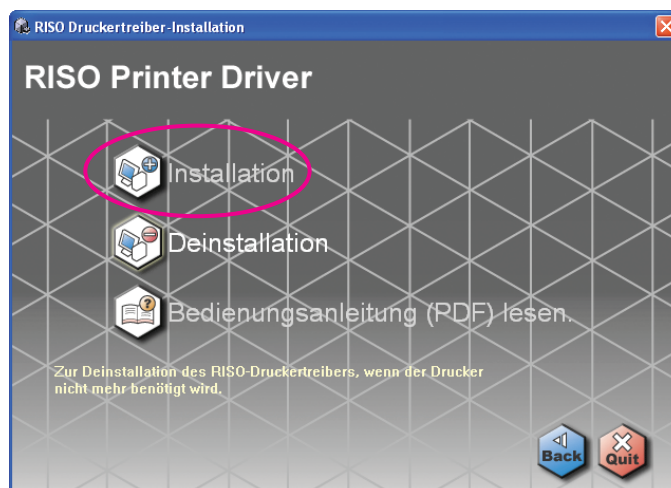 RISO Druckertreiber-Installation
RISO Printer Driver
Installation
Deinstallation
Bedienungsanleitung (PDF) lesen.
Zur Deinstallation des RISO-Druckertreibers, wenn der Drucker
nicht mehr benötigt wird.
Back
Quit